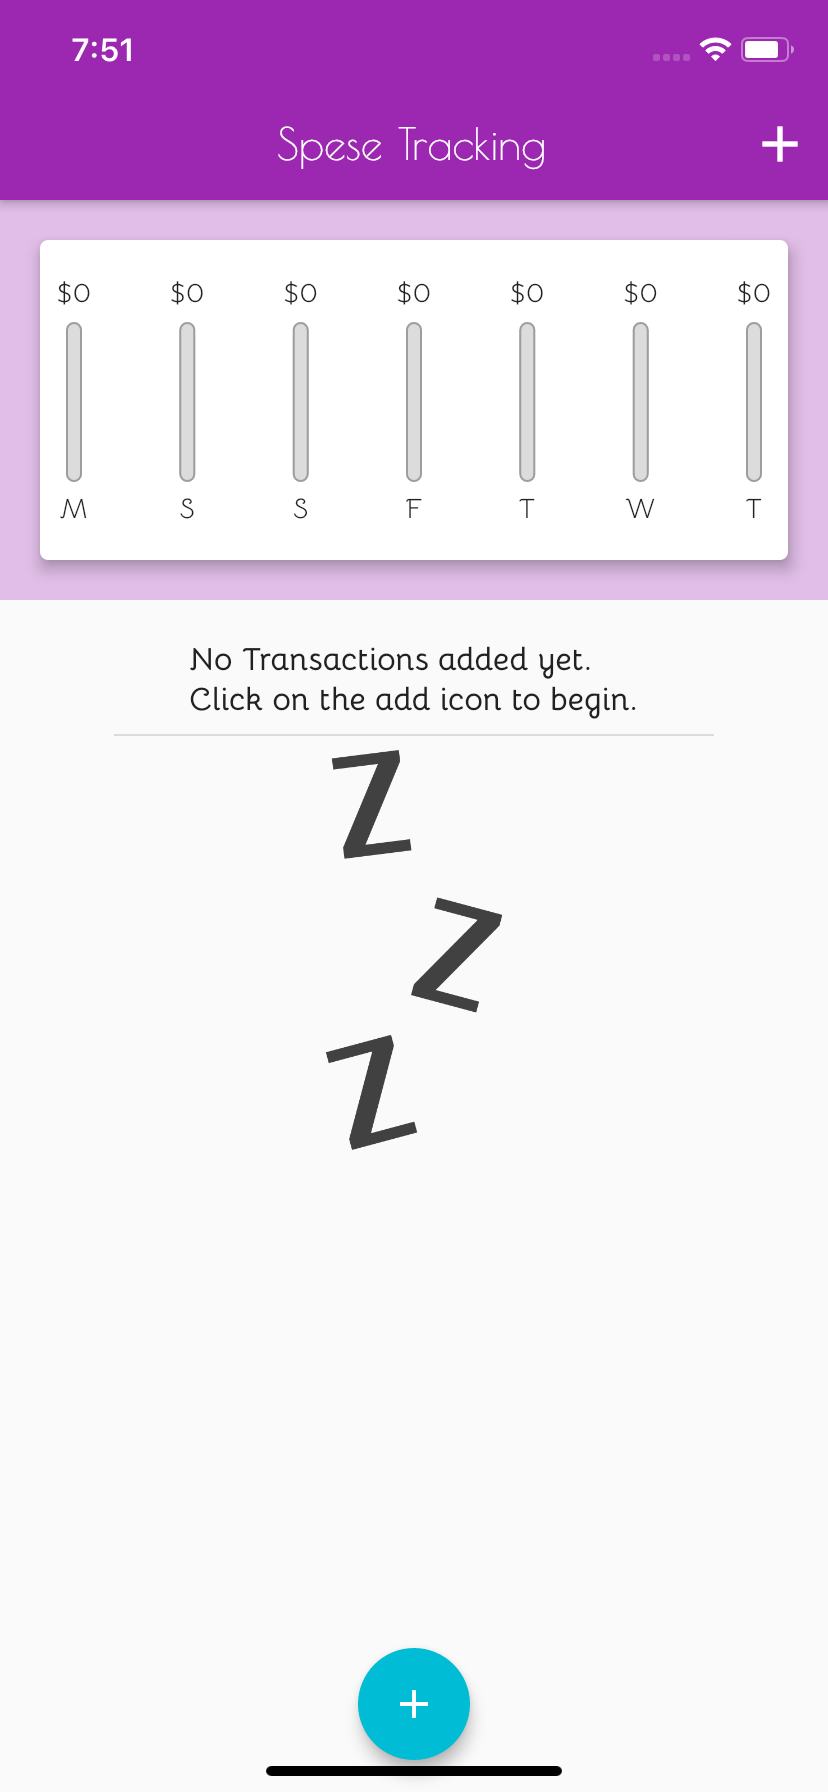 7:51
Spese Tracking
$0 $0 $0 $0 $0 $0 $0
M S S F T W T
No Transactions added yet.
Click on the add icon to begin.
Z
Z
Z